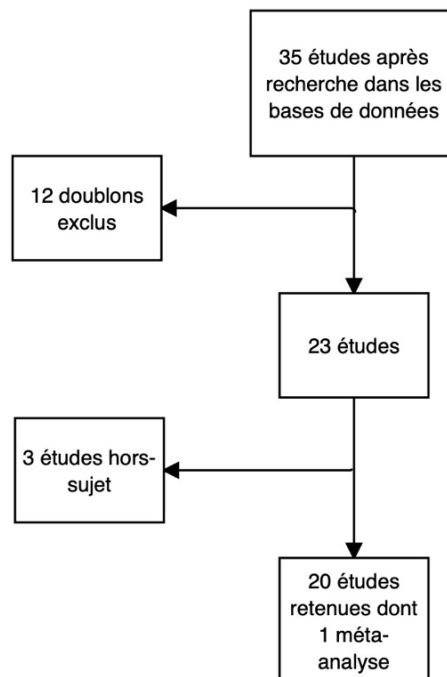 35 études après
recherche dans les
bases de données
12 doublons
exclus
23 études
3 études hors-
sujet
20 études
retenues dont
1 méta-
analyse